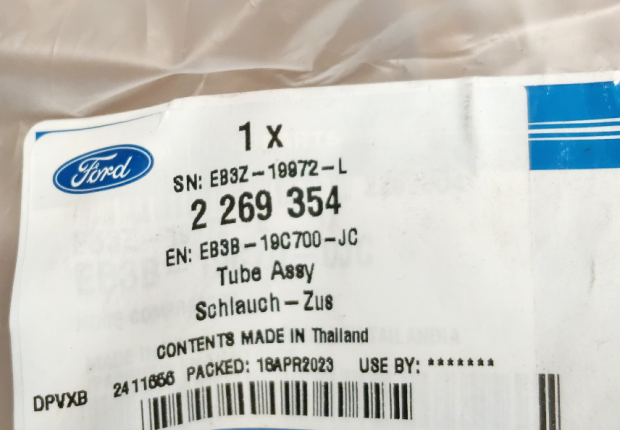 Ford
1 x
SN: EB3Z-19972-L
2 269 354
EN: EB3B-19C700-JC
Tube Assy
Schlauch-Zus
CONTENTS MADE IN Thailand
DPVXB 2411656 PACKED: 18APR2023 USE BY: *******